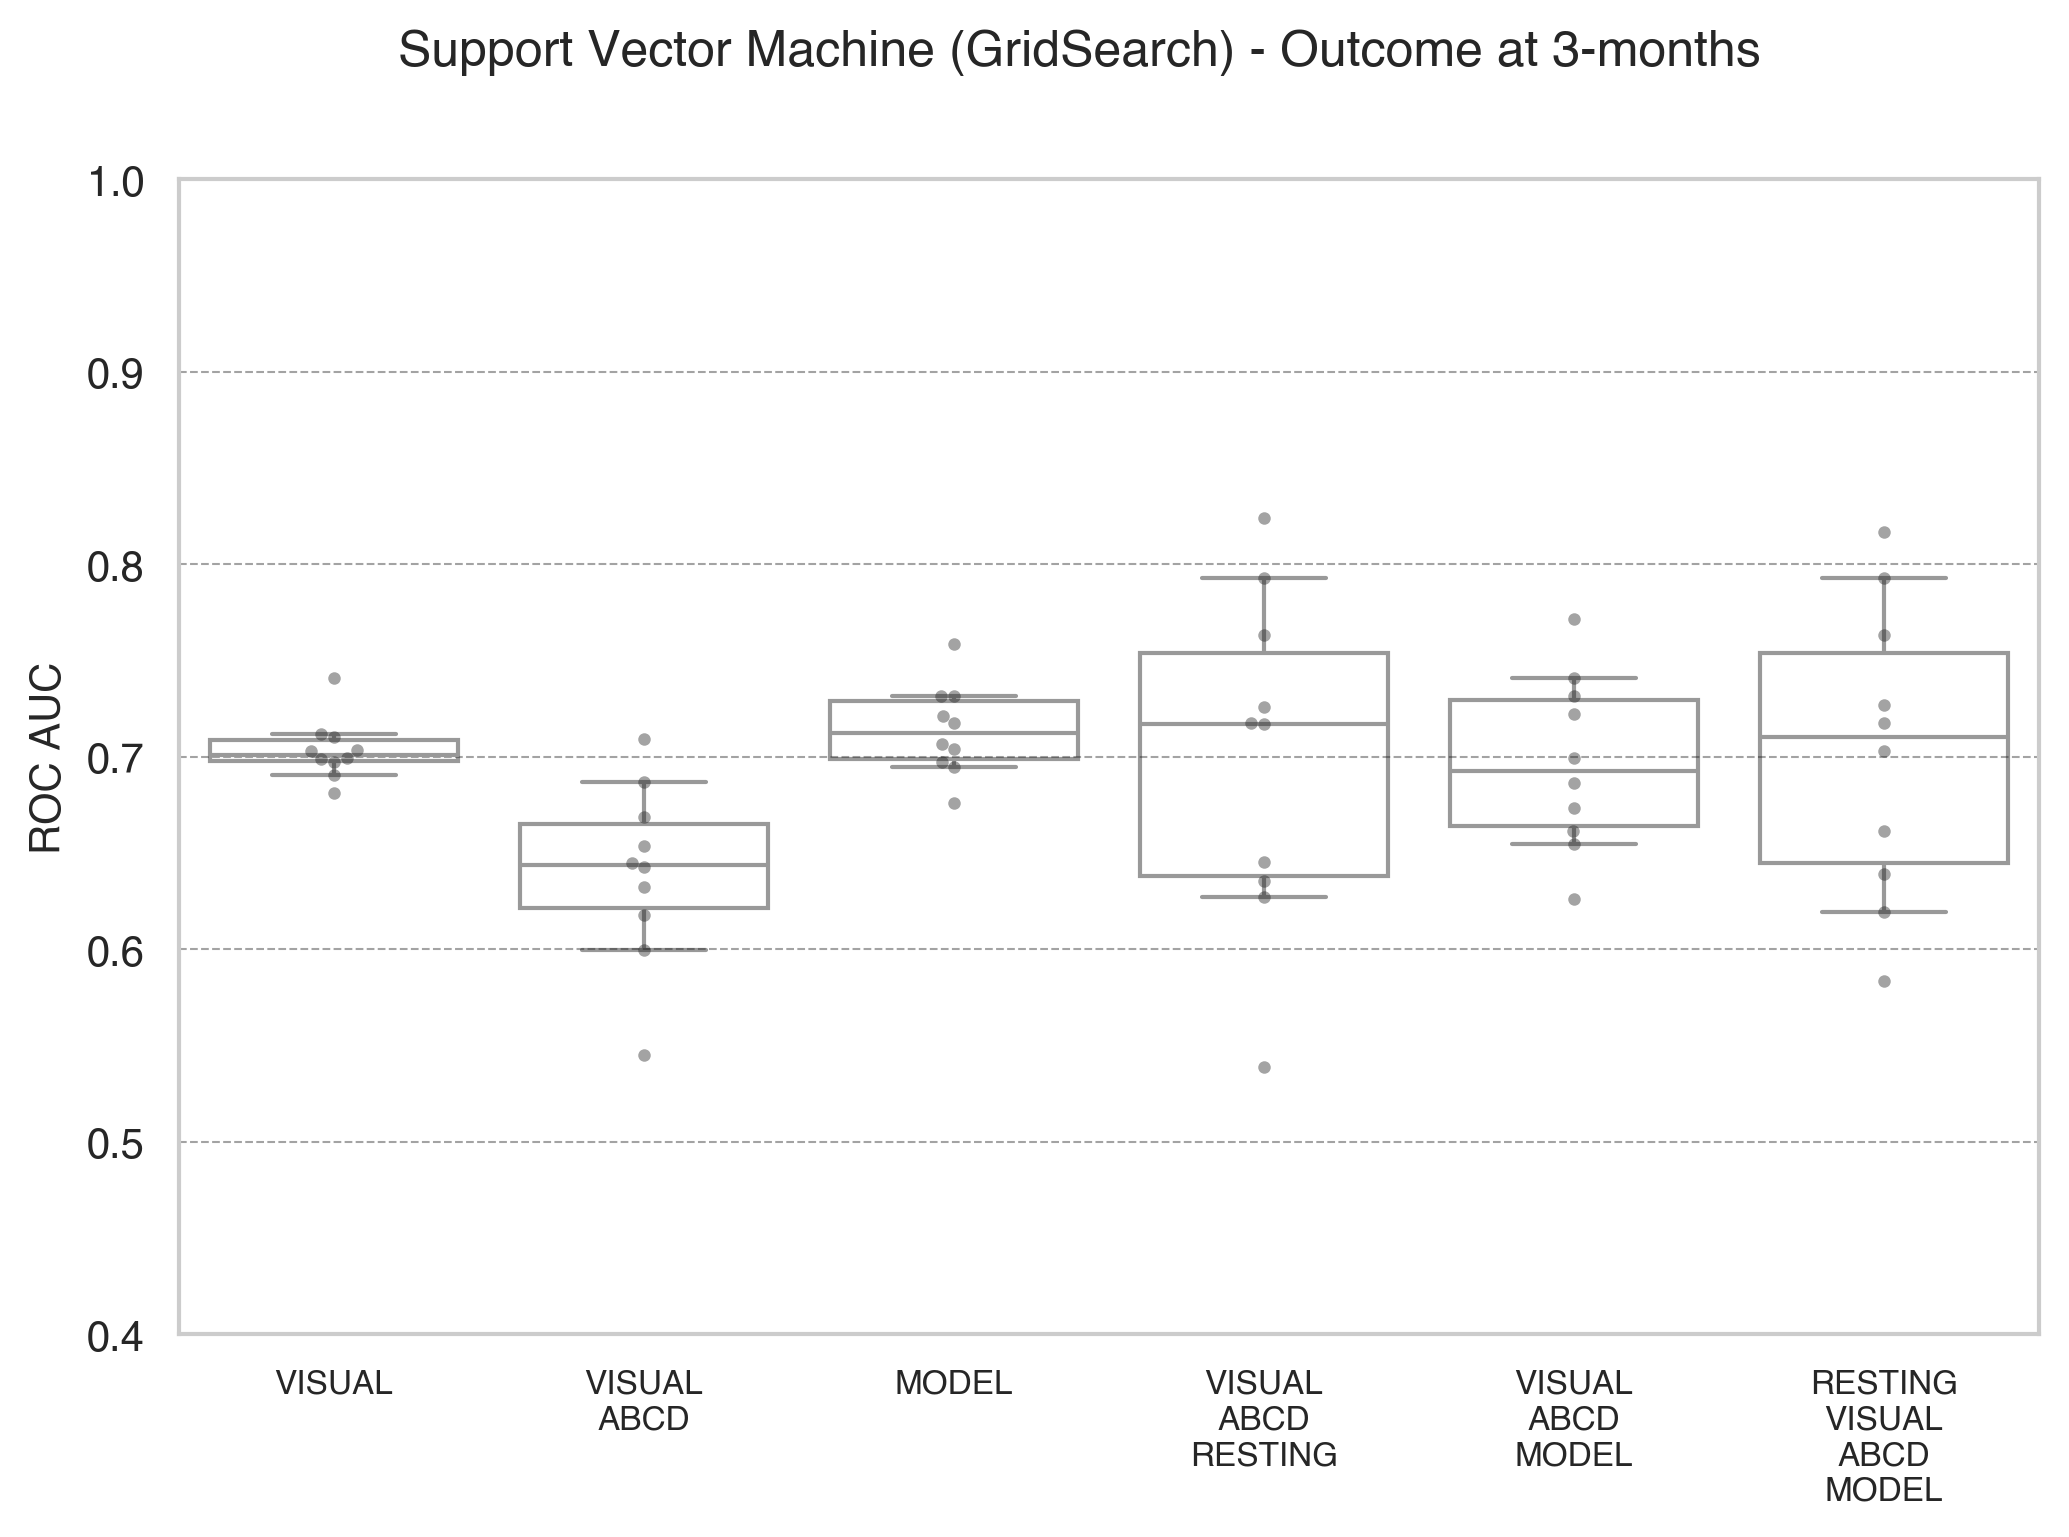 Support Vector Machine (GridSearch) - Outcome at 3-months
1.0
0.9
0.8
0.7
0.6
0.5
0.4
ROC AUC
VISUAL
VISUAL
ABCD
MODEL
VISUAL
ABCD
RESTING
VISUAL
ABCD
MODEL
RESTING
VISUAL
ABCD
MODEL